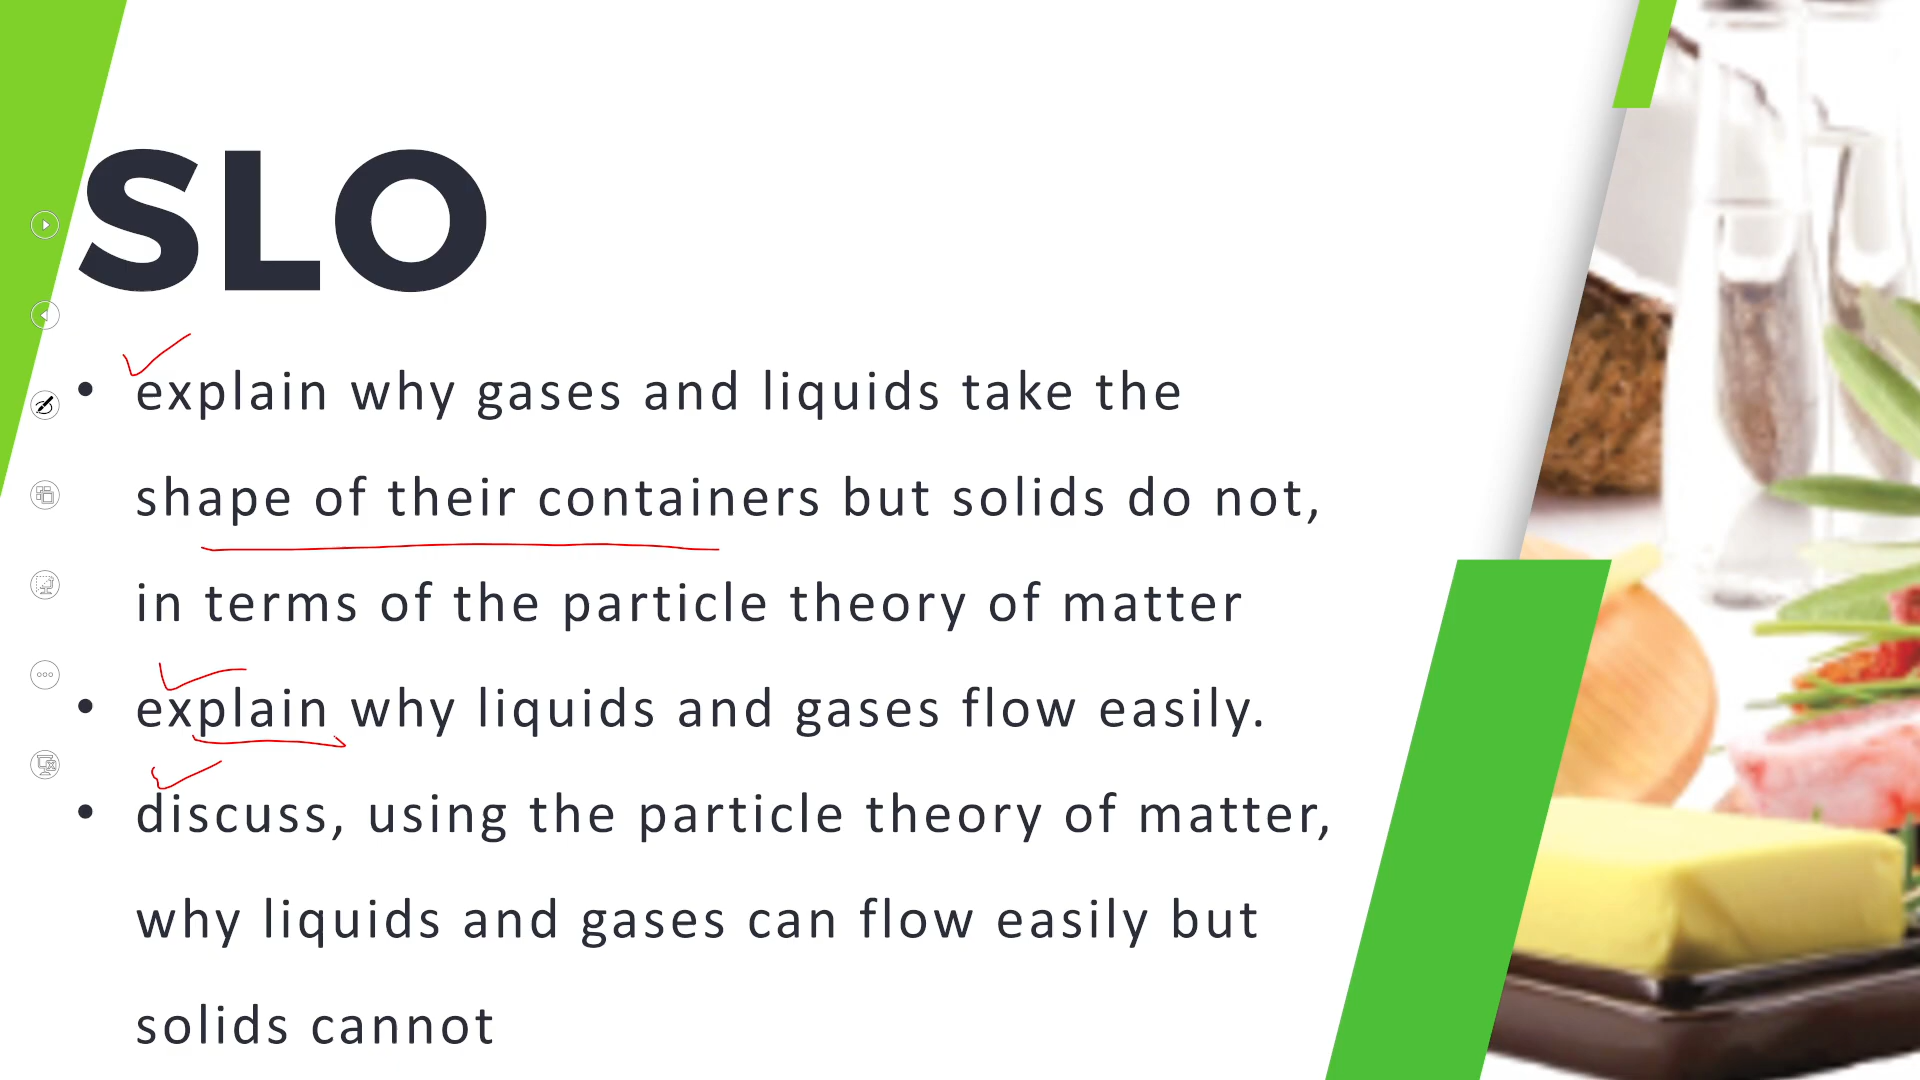 SLO
• explain why gases and liquids take the
shape of their containers but solids do not,
in terms of the particle theory of matter
• explain why liquids and gases flow easily.
• discuss, using the particle theory of matter,
why liquids and gases can flow easily but
solids cannot